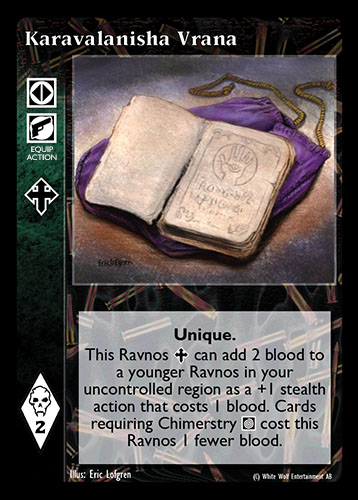 Karavalanisha Vrana
EQUIP
ACTION
Eric Lofgren
Unique.
This Ravnos can add 2 blood to
a younger Ravnos in your
uncontrolled region as a +1 stealth
action that costs 1 blood. Cards
requiring Chimerstry cost this
Ravnos 1 fewer blood.
2
Illus: Eric Lofgren
(C) White Wolf Entertainment AB